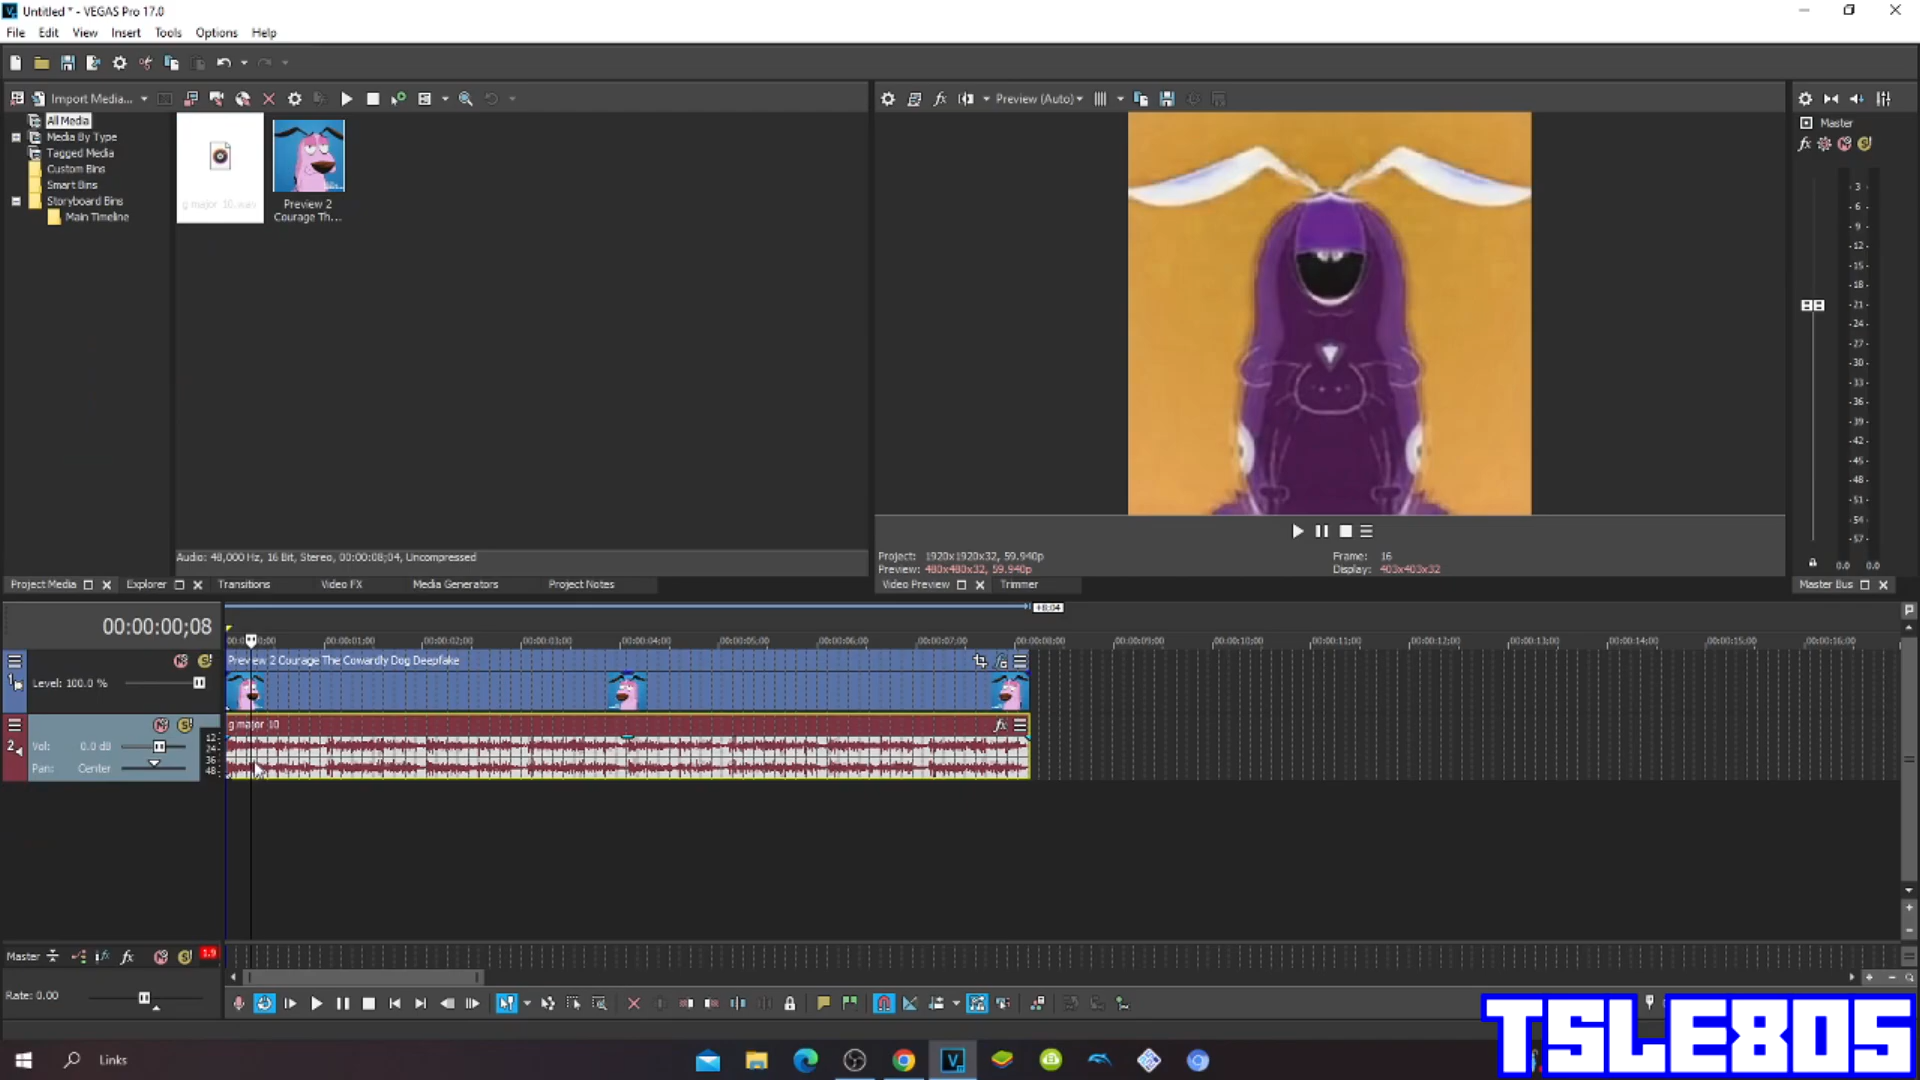 Untitled * - VEGAS Pro 17.0
File Edit View Insert Tools Options Help
Import Media...
Preview (Auto)
All Media
Media By Type
Tagged Media
Custom Bins
Smart Bins
Storyboard Bins
Main Timeline
g major 10.wav
Preview 2
Courage Th...
Master
3
6
9
12
15
18
21
24
27
30
33
36
39
42
45
48
51
54
57
0.0 0.0
Audio: 48,000 Hz, 16 Bit, Stereo, 00:00:08;04, Uncompressed
Project: 1920x1920x32, 59.940p
Preview: 480x480x32, 59.940p
Frame: 16
Display: 403x403x32
Project Media Explorer Transitions Video FX Media Generators Project Notes
Video Preview Trimmer
Master Bus
+8:04
00:00:00;08
00:00:01;00 00:00:02;00 00:00:03;00 00:00:04;00 00:00:05;00 00:00:06;00 00:00:07;00 00:00:08;00 00:00:09;00 00:00:10;00 00:00:11;00 00:00:12;00 00:00:13;00 00:00:14;00 00:00:15;00 00:00:16;00
Preview 2 Courage The Cowardly Dog Deepfake
1
Level: 100.0 %
g major 10
2
Vol: 0.0 dB
Pan: Center
12
24
36
48
Master
1.9
Rate: 0.00
TSLE805
Links